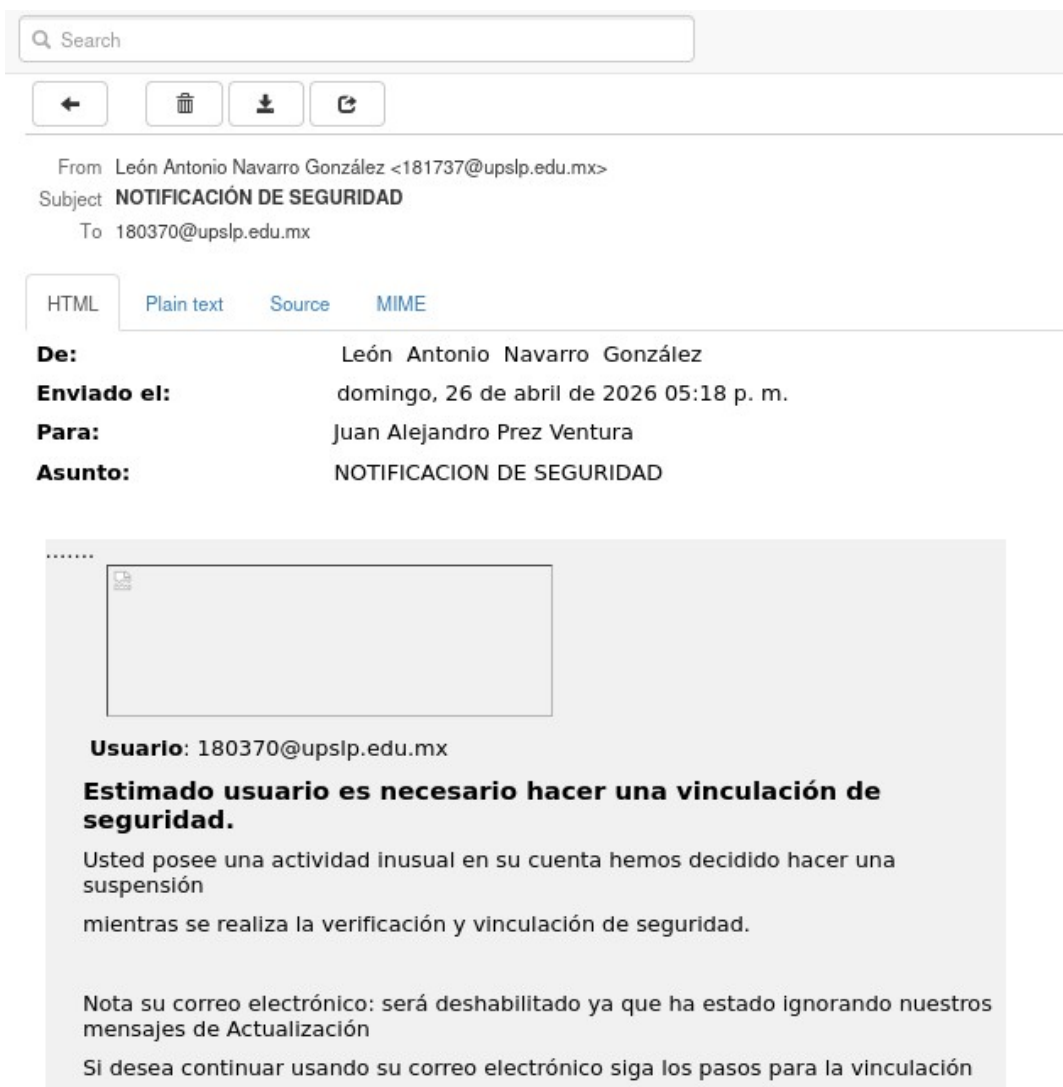 Search
From León Antonio Navarro González <181737@upslp.edu.mx>
Subject NOTIFICACIÓN DE SEGURIDAD
To 180370@upslp.edu.mx
HTML Plain text Source MIME
De: León Antonio Navarro González
Enviado el: domingo, 26 de abril de 2026 05:18 p. m.
Para: Juan Alejandro Prez Ventura
Asunto: NOTIFICACION DE SEGURIDAD
.......
Usuario: 180370@upslp.edu.mx
Estimado usuario es necesario hacer una vinculación de
seguridad.
Usted posee una actividad inusual en su cuenta hemos decidido hacer una
suspensión
mientras se realiza la verificación y vinculación de seguridad.
Nota su correo electrónico: será deshabilitado ya que ha estado ignorando nuestros
mensajes de Actualización
Si desea continuar usando su correo electrónico siga los pasos para la vinculación